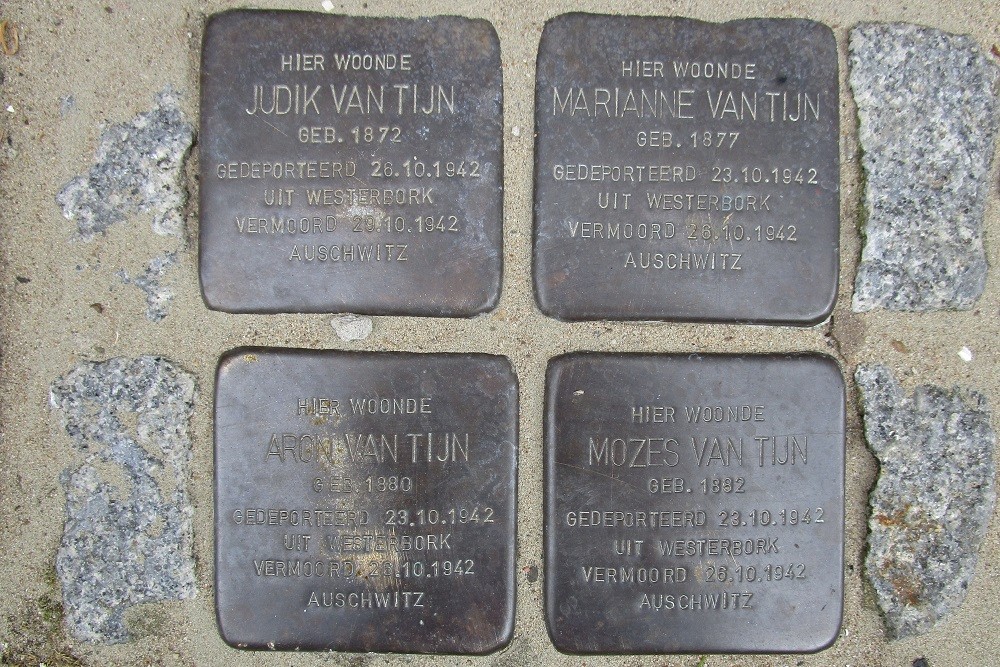 HIER WOONDE
JUDIK VAN TIJN
GEB. 1872
GEDEPORTEERD 26.10.1942
UIT WESTERBORK
VERMOORD 29.10.1942
AUSCHWITZ
HIER WOONDE
MARIANNE VAN TIJN
GEB. 1877
GEDEPORTEERD 23.10.1942
UIT WESTERBORK
VERMOORD 26.10.1942
AUSCHWITZ
HIER WOONDE
ARON VAN TIJN
GEB. 1880
GEDEPORTEERD 23.10.1942
UIT WESTERBORK
VERMOORD 26.10.1942
AUSCHWITZ
HIER WOONDE
MOZES VAN TIJN
GEB. 1882
GEDEPORTEERD 23.10.1942
UIT WESTERBORK
VERMOORD 26.10.1942
AUSCHWITZ